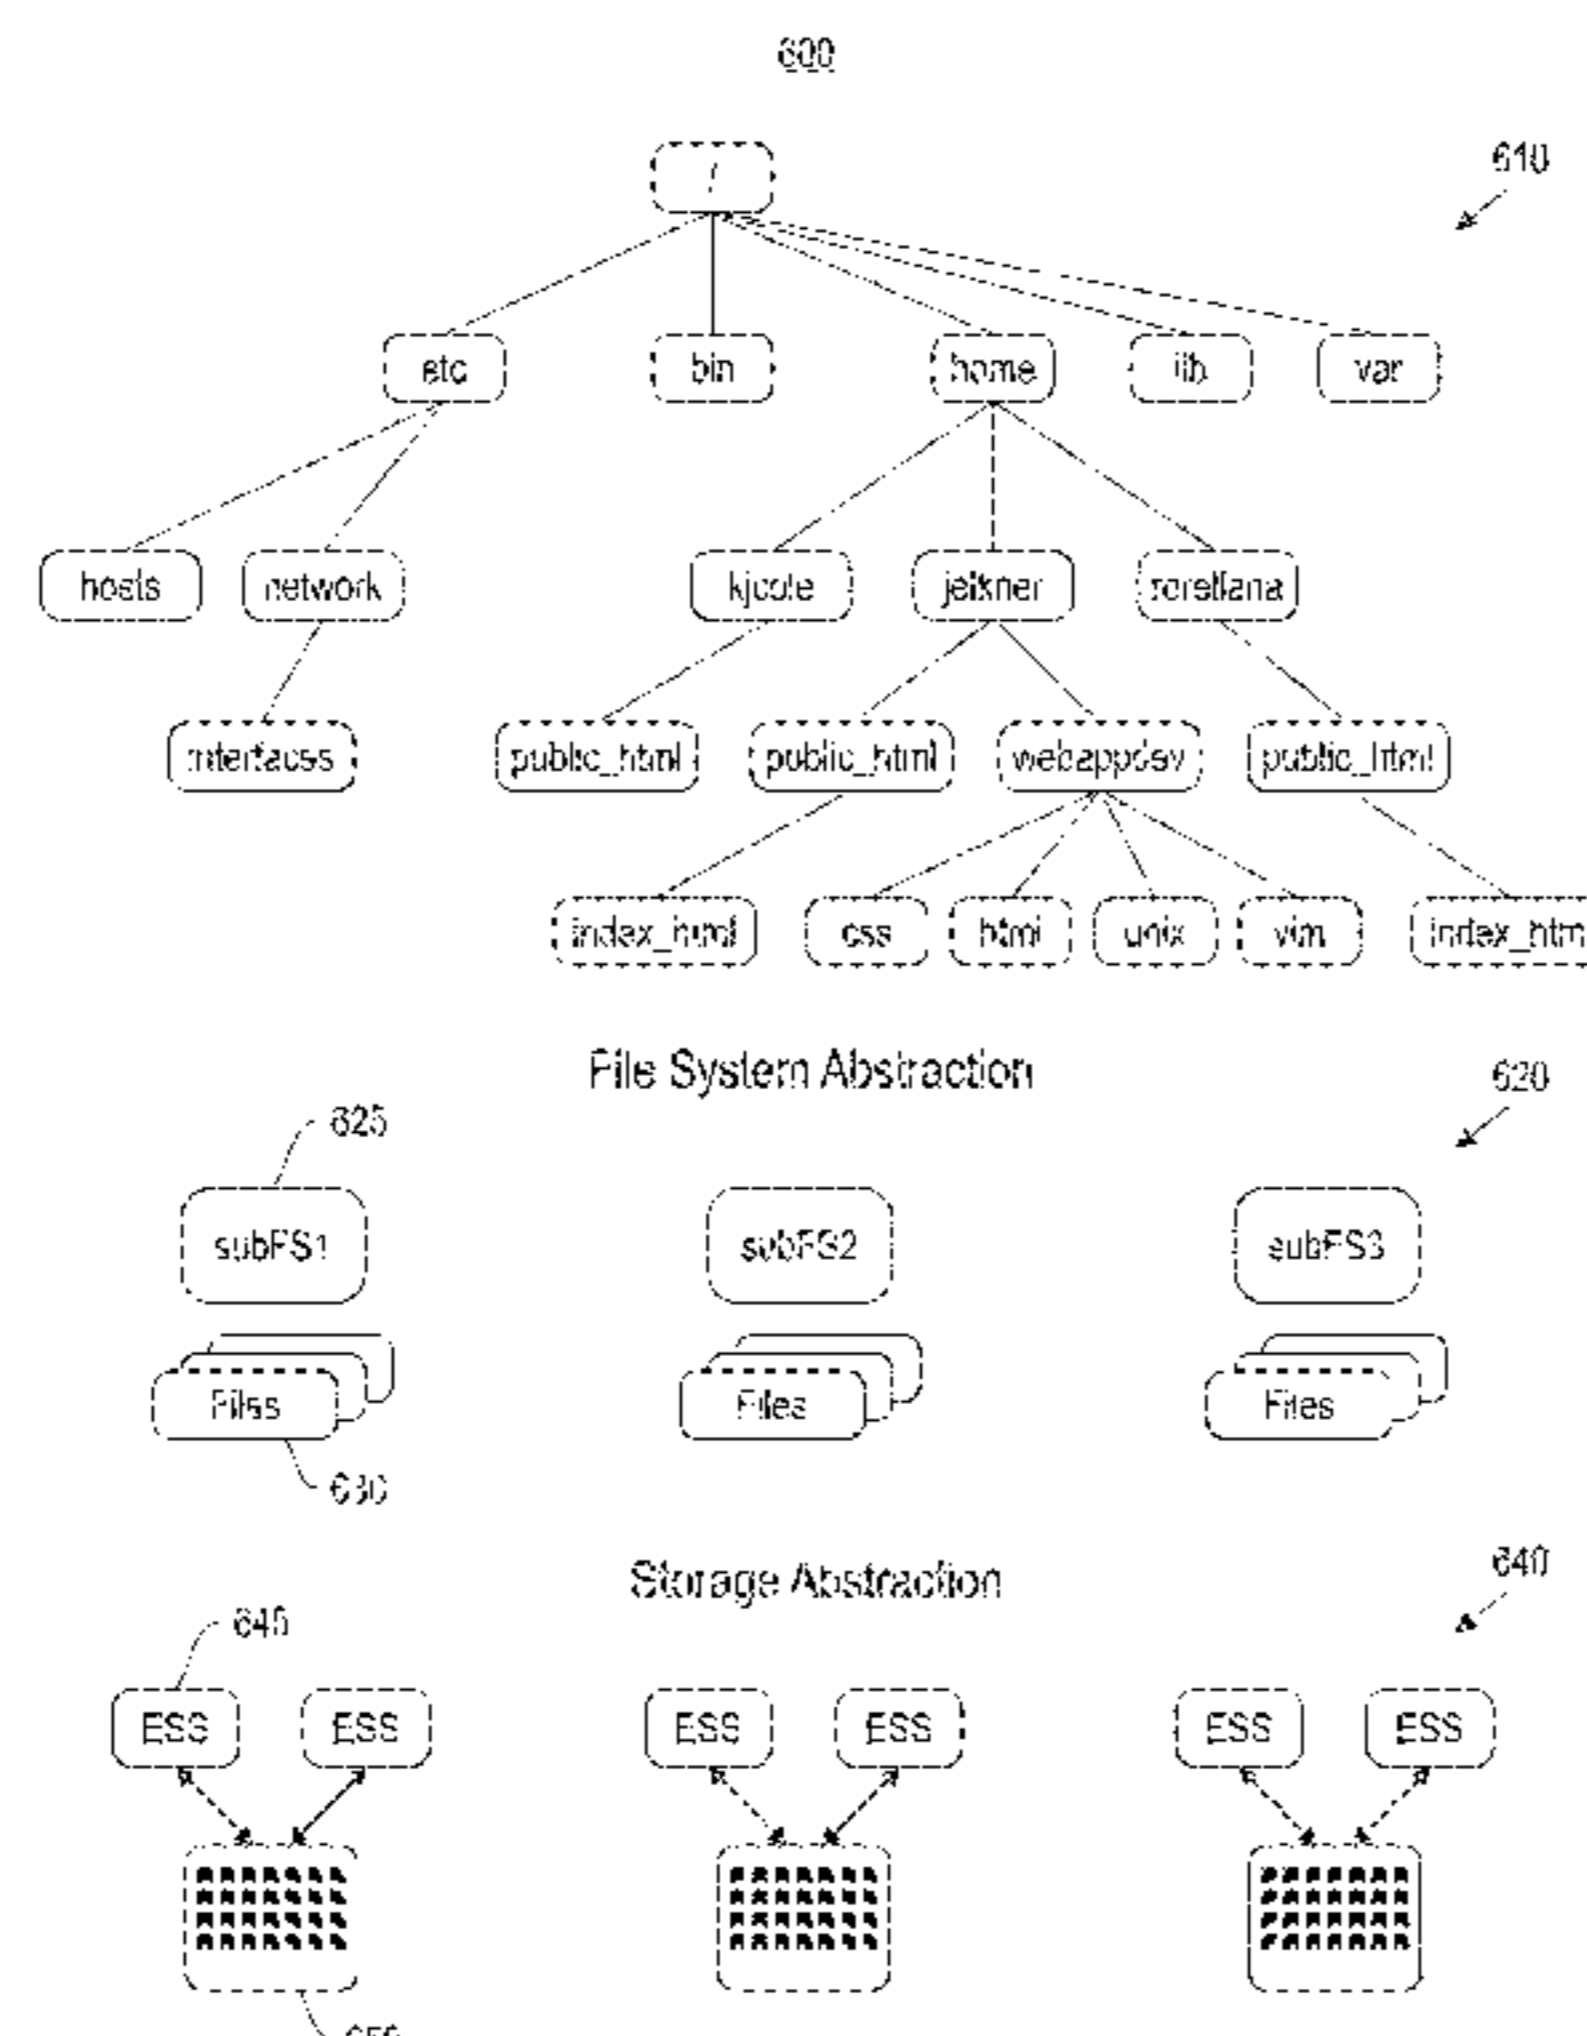 600
610
/
etc bin home lib var
hosts network kjcole jelkner rorellana
interfaces public_html public_html webappdev public_html
index_html css html unix vim index_htm
File System Abstraction
620
625
subFS1 subFS2 subFS3
Files Files Files
630
Storage Abstraction
640
645
ESS ESS ESS ESS ESS ESS